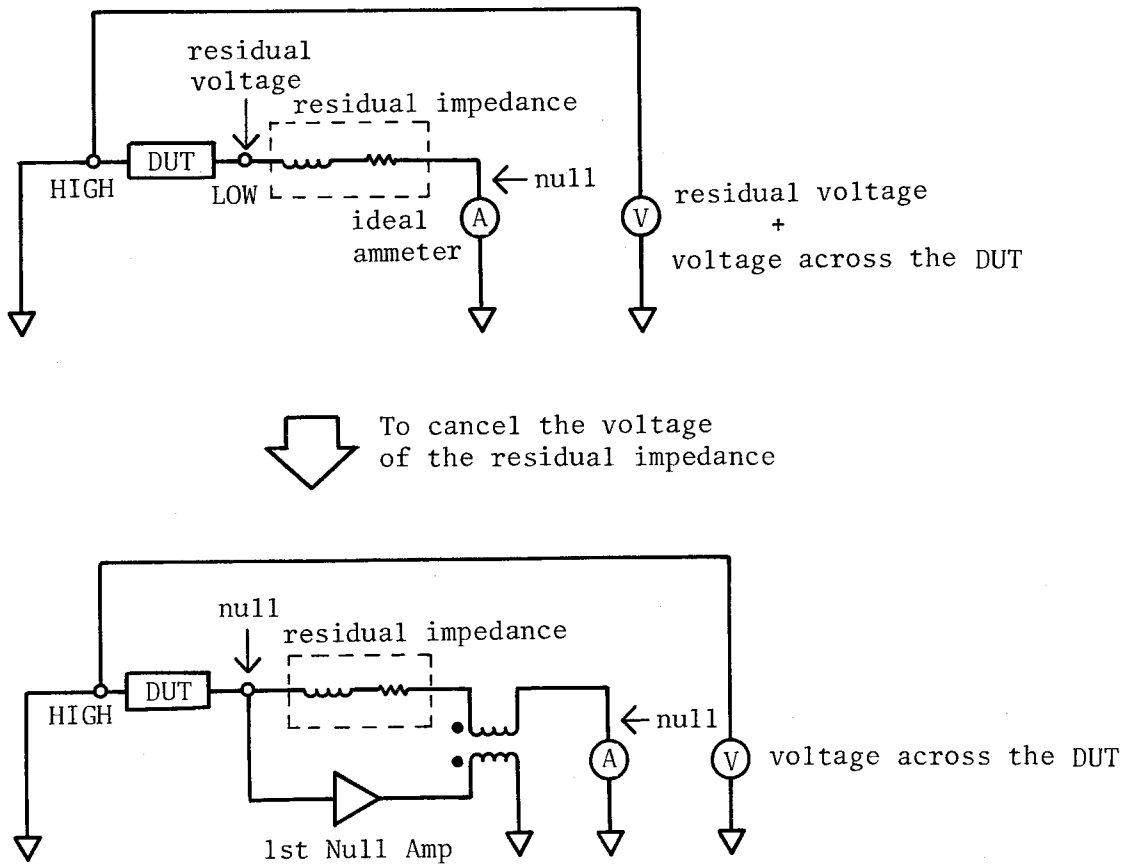 residual
voltage
residual impedance
DUT
HIGH
LOW
null
ideal
ammeter
A
V
residual voltage
+
voltage across the DUT
To cancel the voltage
of the residual impedance
null
residual impedance
DUT
HIGH
null
A
V
voltage across the DUT
1st Null Amp